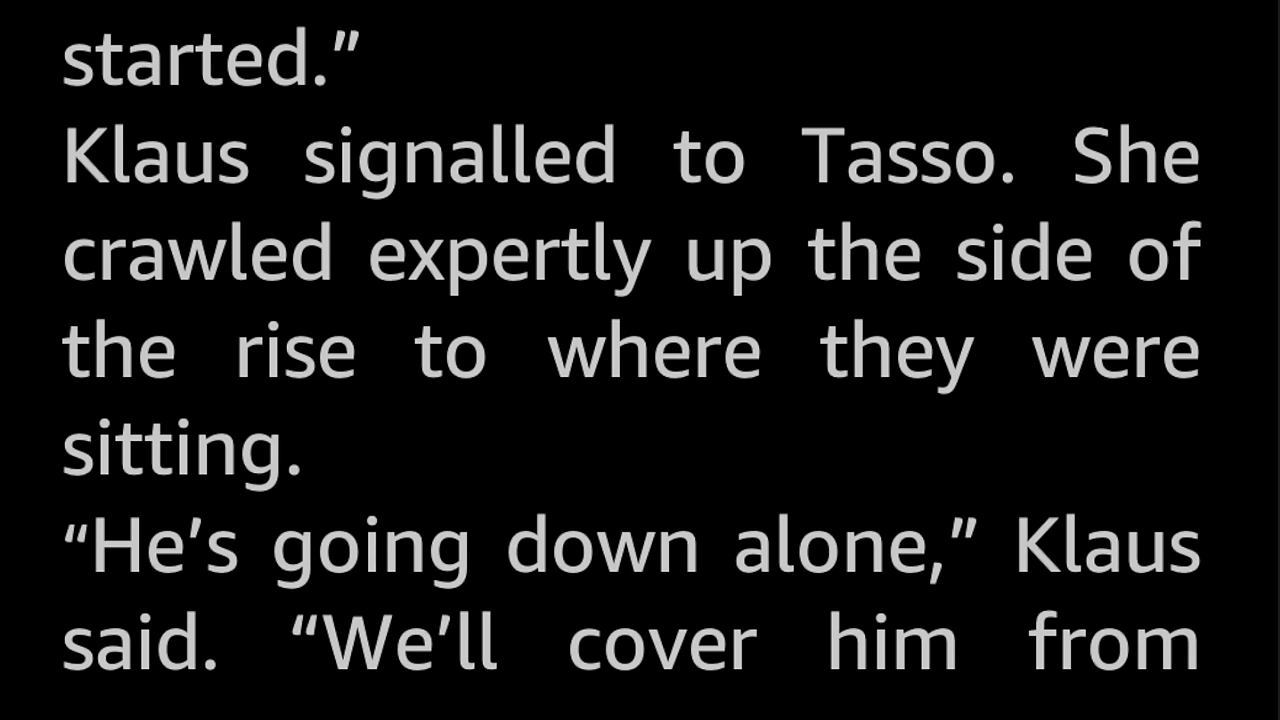 started.”
Klaus signalled to Tasso. She
crawled expertly up the side of
the rise to where they were
sitting.
“He’s going down alone,” Klaus
said. “We’ll cover him from